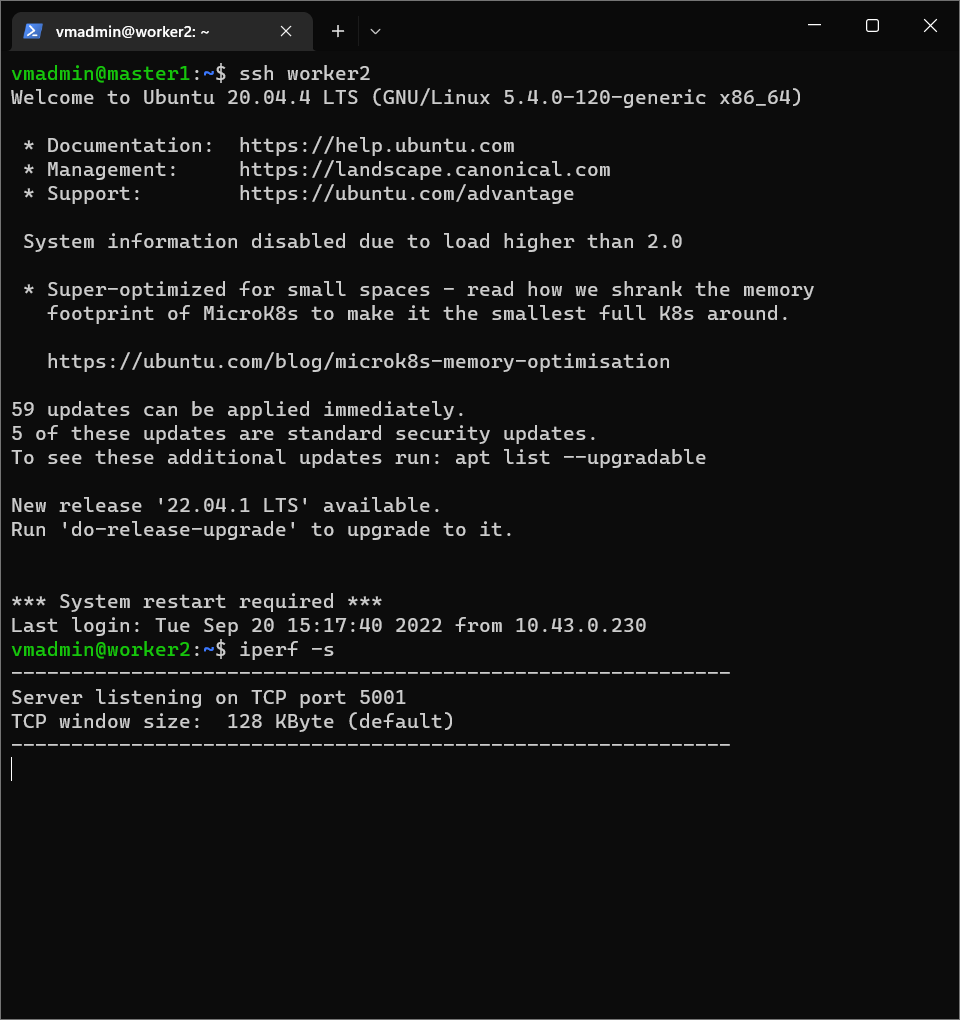 vmadmin@worker2: ~
vmadmin@master1:~$ ssh worker2
Welcome to Ubuntu 20.04.4 LTS (GNU/Linux 5.4.0-120-generic x86_64)
* Documentation:  https://help.ubuntu.com
* Management:     https://landscape.canonical.com
* Support:        https://ubuntu.com/advantage
System information disabled due to load higher than 2.0
* Super-optimized for small spaces - read how we shrank the memory
footprint of MicroK8s to make it the smallest full K8s around.
https://ubuntu.com/blog/microk8s-memory-optimisation
59 updates can be applied immediately.
5 of these updates are standard security updates.
To see these additional updates run: apt list --upgradable
New release '22.04.1 LTS' available.
Run 'do-release-upgrade' to upgrade to it.
*** System restart required ***
Last login: Tue Sep 20 15:17:40 2022 from 10.43.0.230
vmadmin@worker2:~$ iperf -s
------------------------------------------------------------
Server listening on TCP port 5001
TCP window size:  128 KByte (default)
------------------------------------------------------------